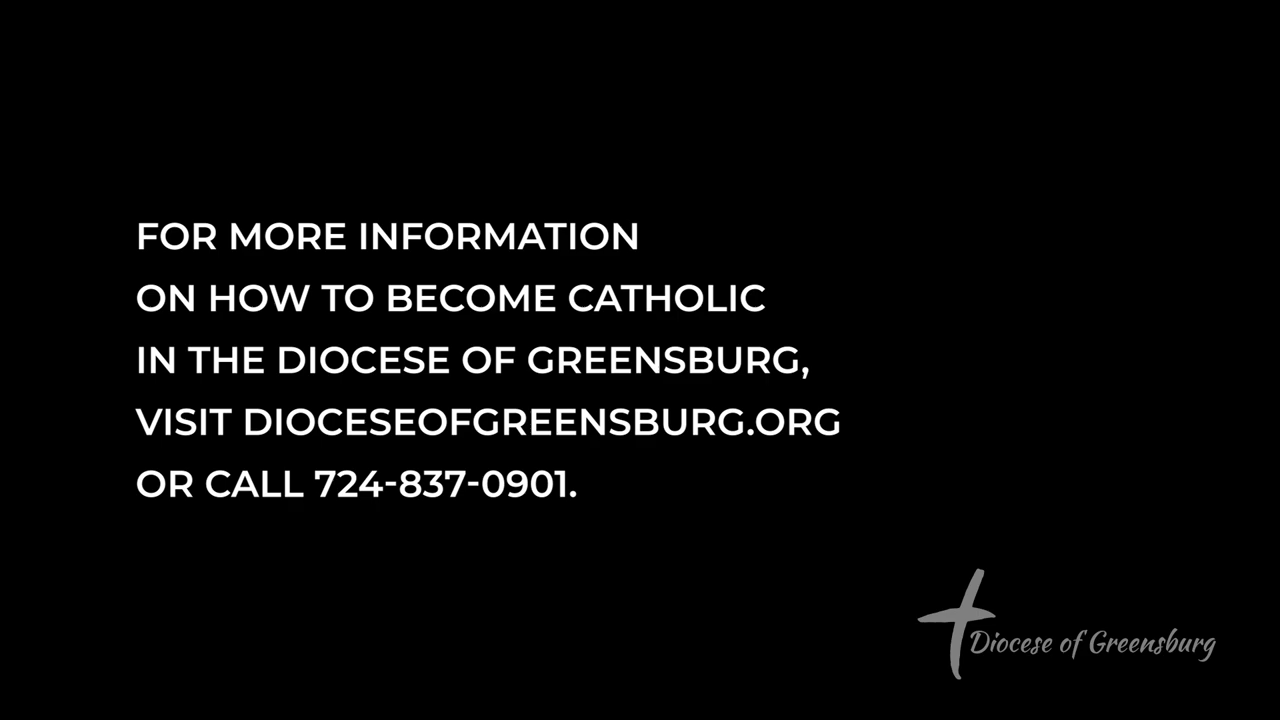 FOR MORE INFORMATION
ON HOW TO BECOME CATHOLIC
IN THE DIOCESE OF GREENSBURG,
VISIT DIOCESEOFGREENSBURG.ORG
OR CALL 724-837-0901.
Diocese of Greensburg